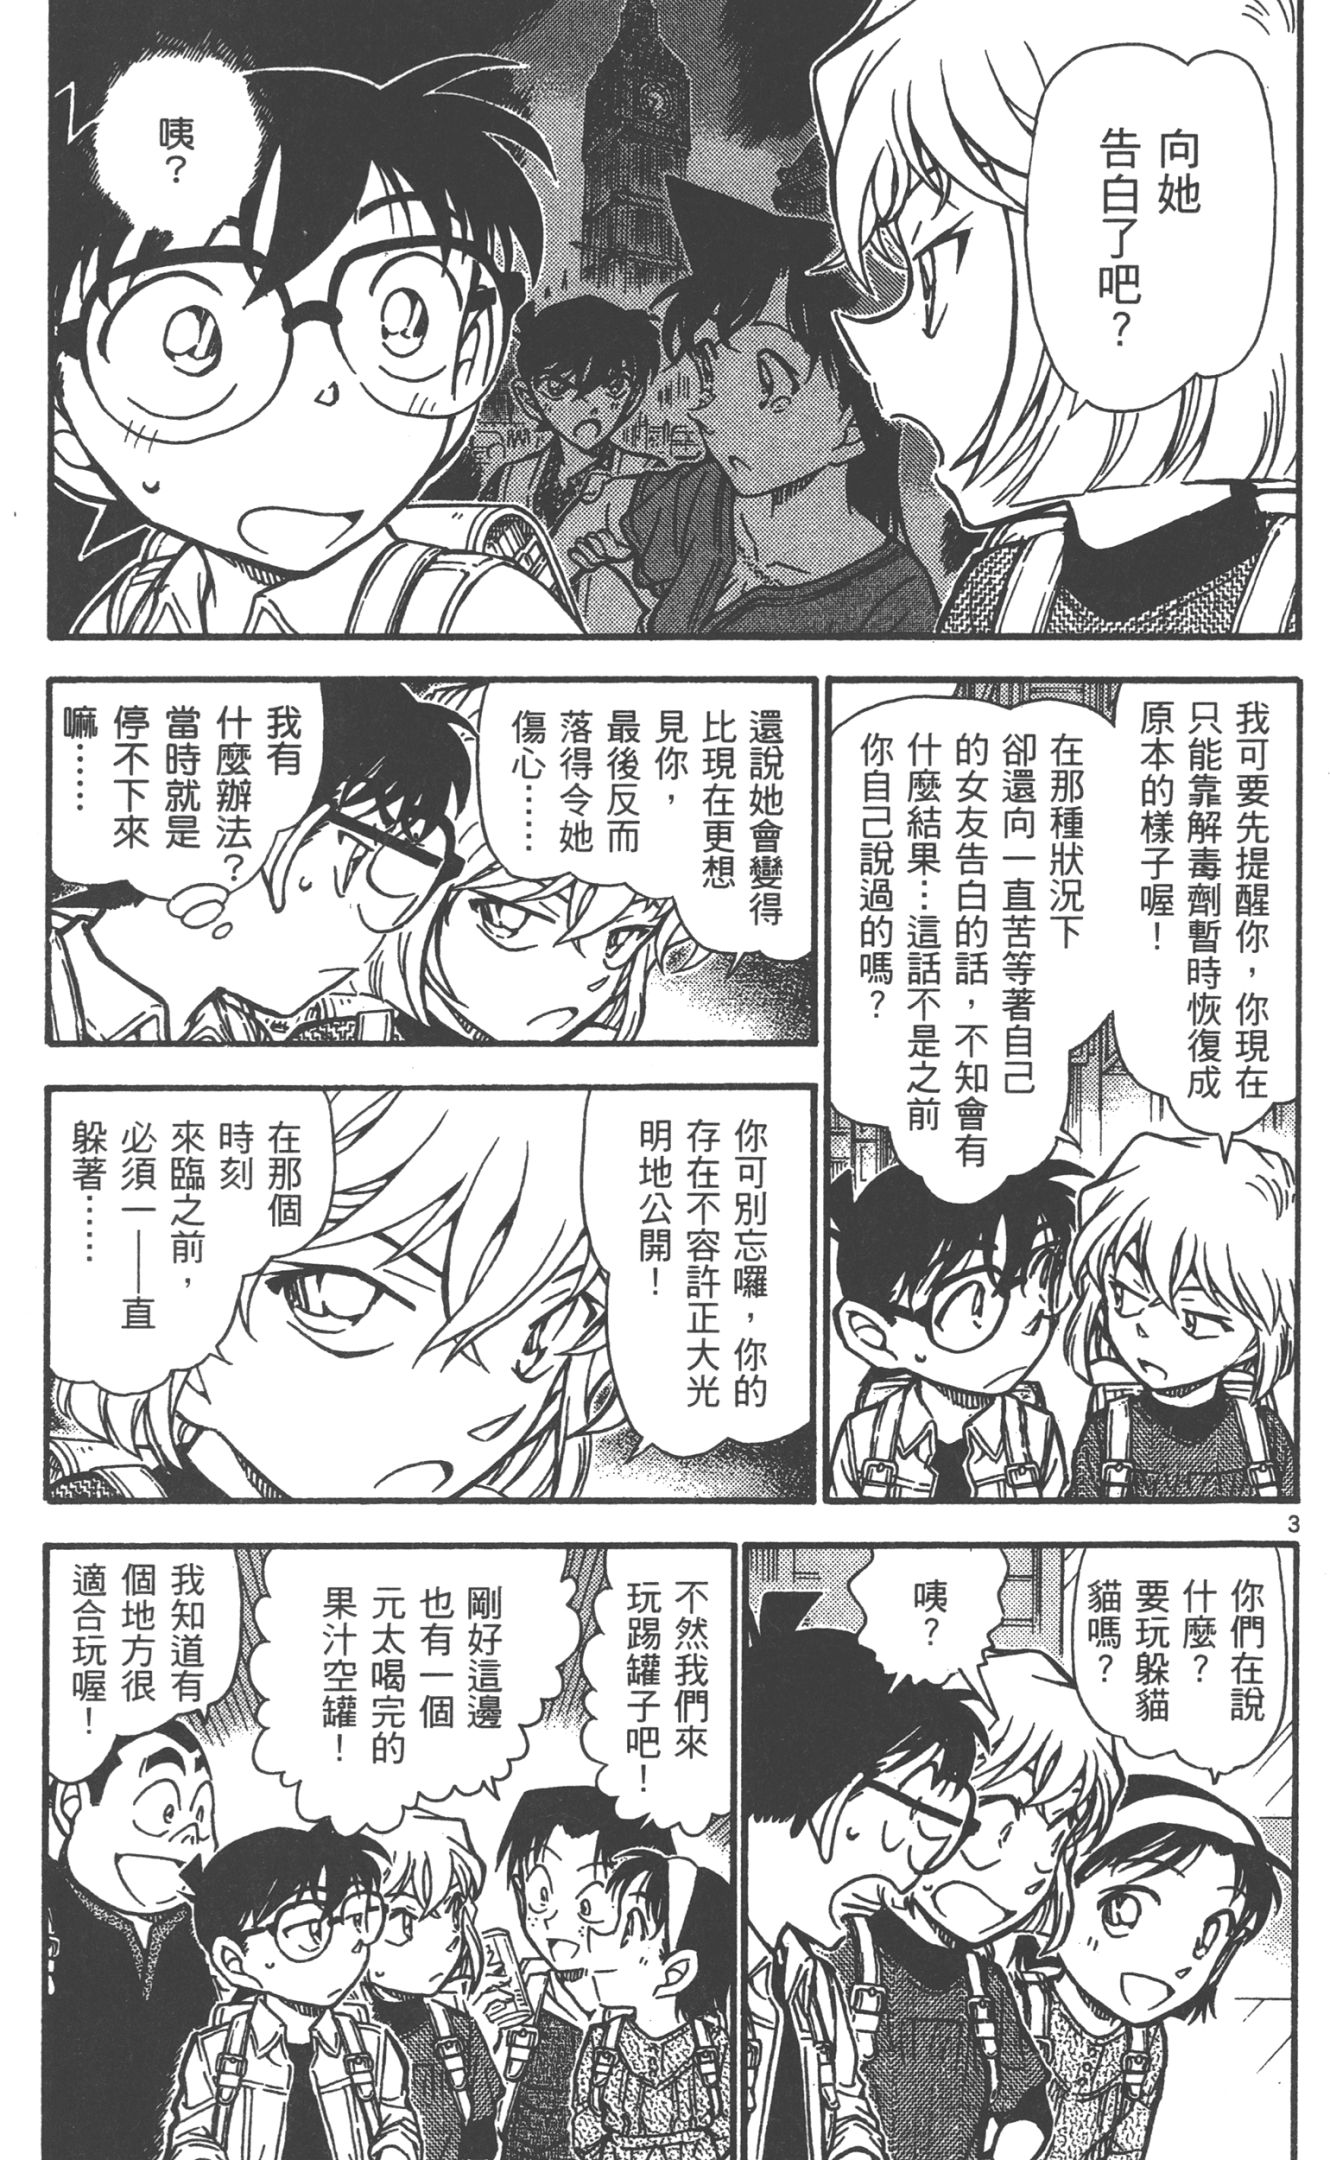 向她
告白了吧？
咦？
我可要先提醒你，你現在
只能靠解毒劑暫時恢復成
原本的樣子喔！
在那種狀況下
卻還向一直苦等著自己
的女友告白的話，不知會有
什麼結果…這話不是之前
你自己說過的嗎？
還說她會變得
比現在更想
見你，
最後反而
落得令她
傷心……
我有
什麼辦法？
當時就是
停不下來
嘛……
你可別忘囉，你的
存在不容許正大光
明地公開！
在那個
時刻
來臨之前，
必須一——直
躲著……
3
你們在說
什麼？
要玩躲貓
貓嗎？
咦？
不然我們來
玩踢罐子吧！
剛好這邊
也有一個
元太喝完的
果汁空罐！
我知道有
個地方很
適合玩喔！